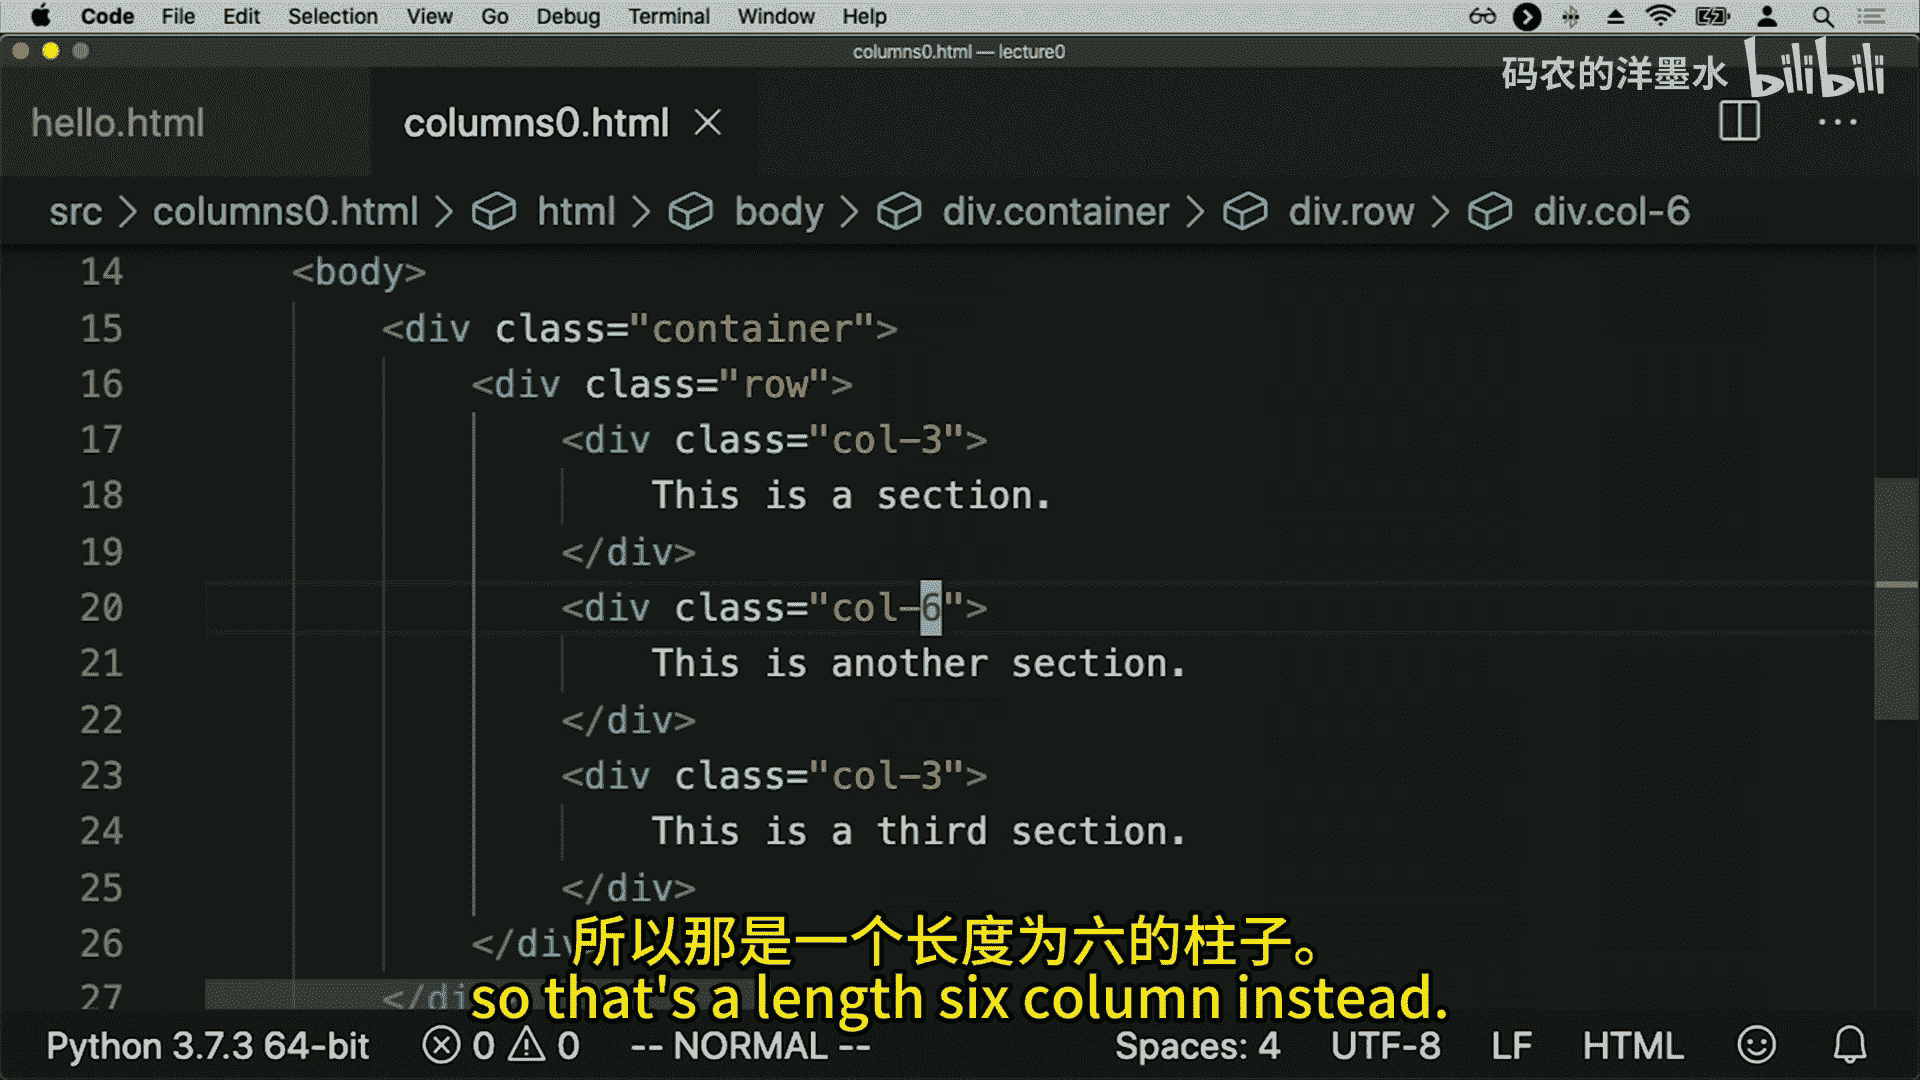 Code File Edit Selection View Go Debug Terminal Window Help
columns0.html — lecture0
码农的洋墨水 bilibili
hello.html columns0.html
src > columns0.html > html > body > div.container > div.row > div.col-6
14 <body>
15 <div class="container">
16 <div class="row">
17 <div class="col-3">
18 This is a section.
19 </div>
20 <div class="col-6">
21 This is another section.
22 </div>
23 <div class="col-3">
24 This is a third section.
25 </div>
26 </div
27 </di
所以那是一个长度为六的柱子。
so that's a length six column instead.
Python 3.7.3 64-bit 0 0 -- NORMAL -- Spaces: 4 UTF-8 LF HTML